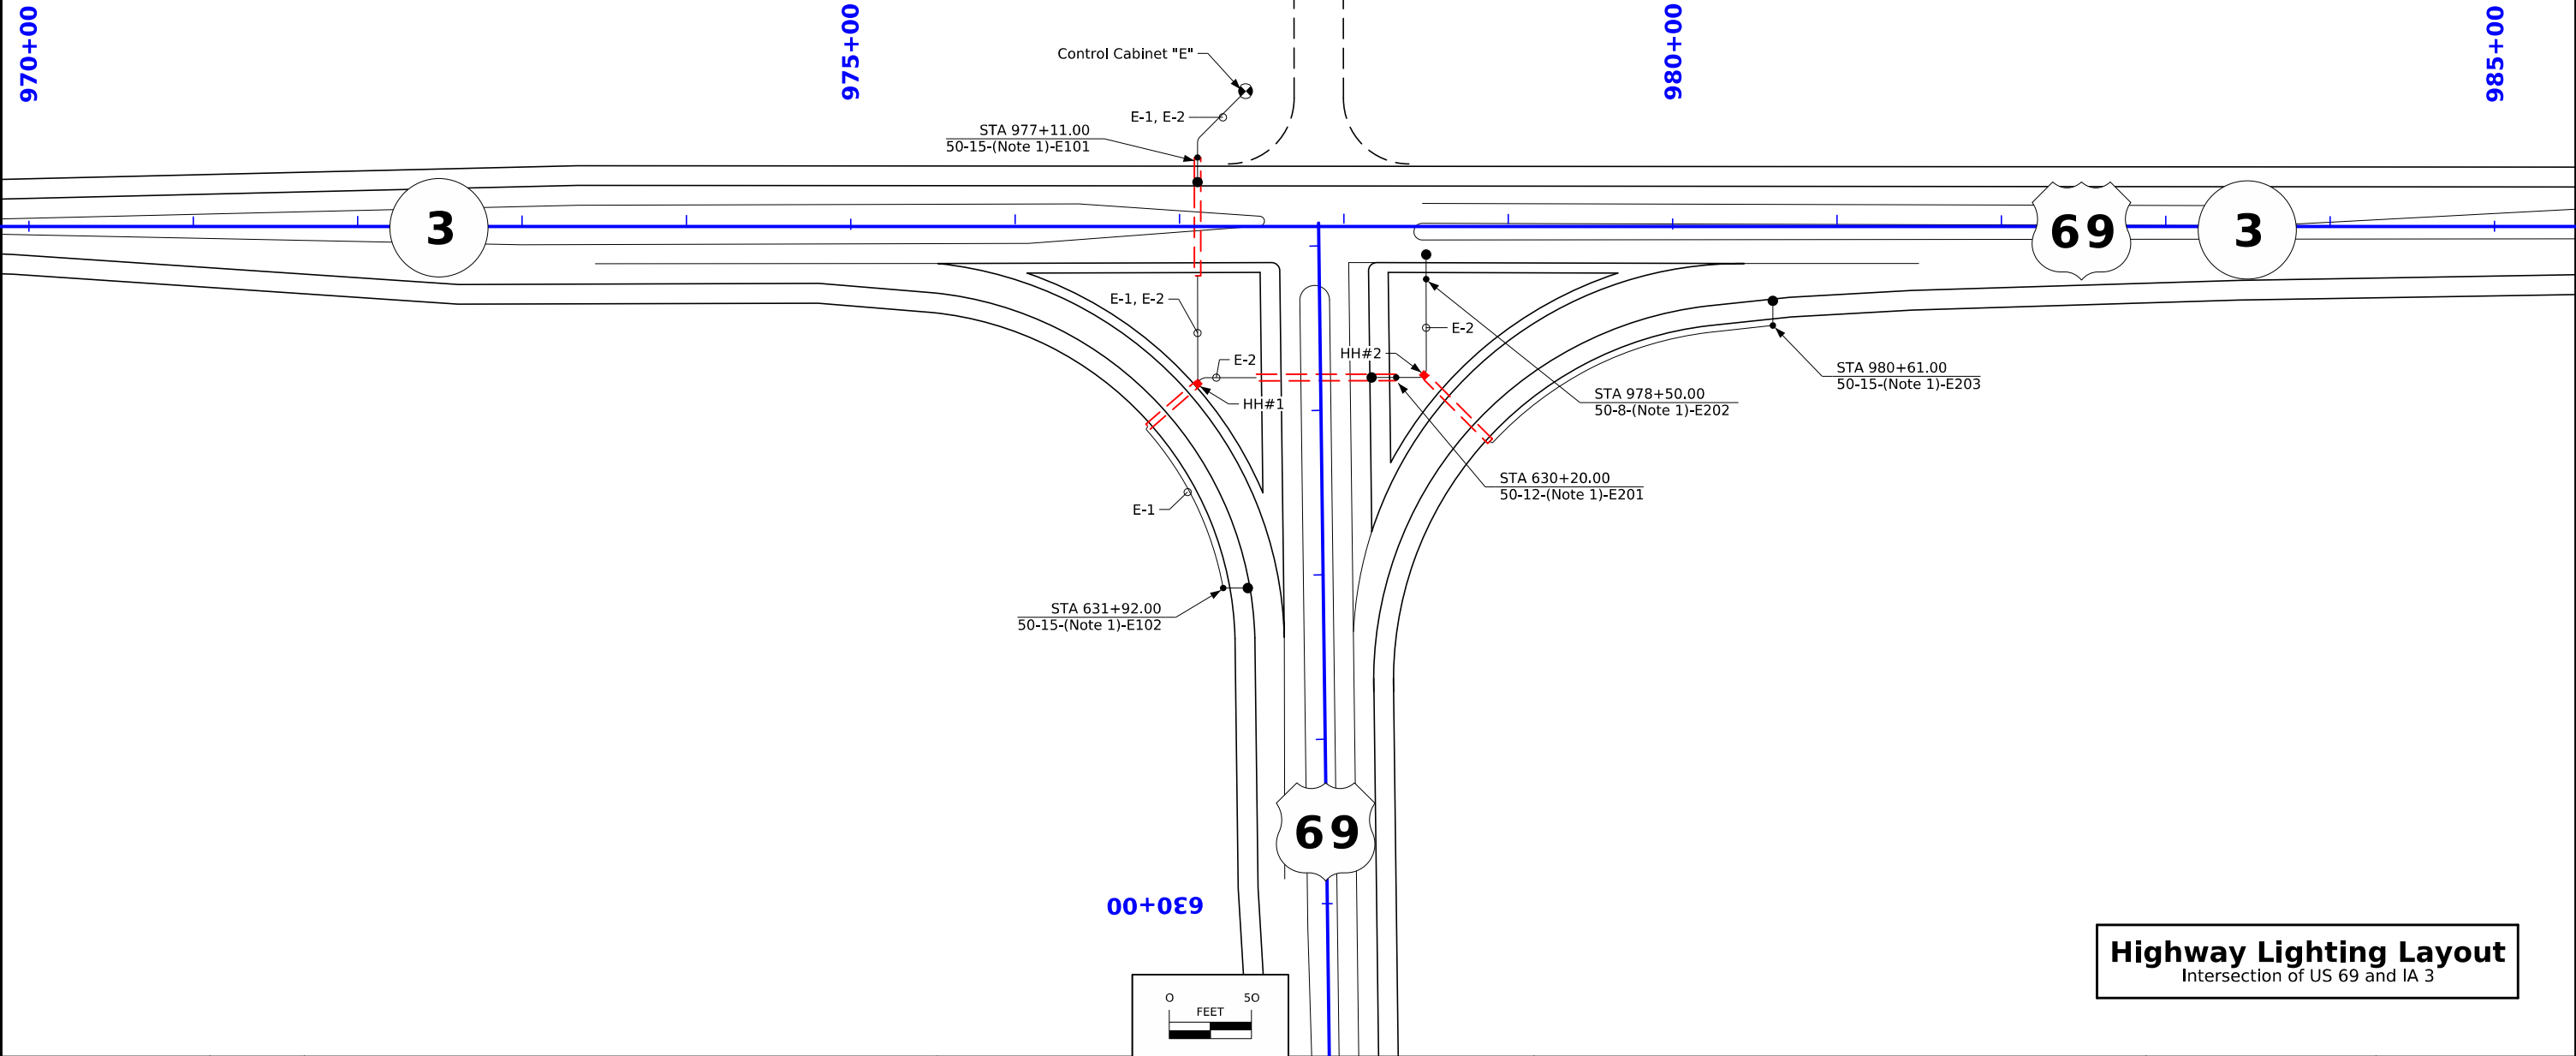 970+00
975+00
980+00
985+00
Control Cabinet "E"
E-1, E-2
STA 977+11.00
50-15-(Note 1)-E101
3
69
3
E-1, E-2
E-2
HH#1
E-2
HH#2
STA 980+61.00
50-15-(Note 1)-E203
STA 978+50.00
50-8-(Note 1)-E202
STA 630+20.00
50-12-(Note 1)-E201
E-1
STA 631+92.00
50-15-(Note 1)-E102
69
630+00
0 50
FEET
Highway Lighting Layout
Intersection of US 69 and IA 3